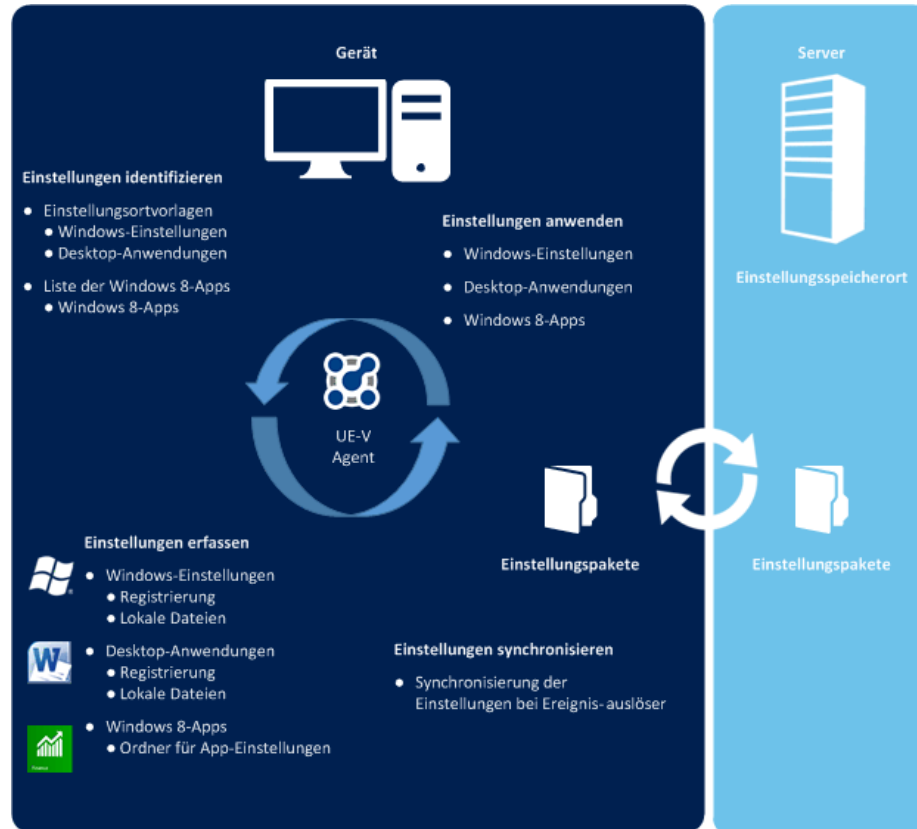 Gerät
Server
Einstellungen identifizieren
● Einstellungsortvorlagen
● Windows-Einstellungen
● Desktop-Anwendungen
● Liste der Windows 8-Apps
● Windows 8-Apps
Einstellungen anwenden
● Windows-Einstellungen
● Desktop-Anwendungen
● Windows 8-Apps
Einstellungsspeicherort
UE-V
Agent
Einstellungspakete
Einstellungspakete
Einstellungen erfassen
● Windows-Einstellungen
● Registrierung
● Lokale Dateien
W
● Desktop-Anwendungen
● Registrierung
● Lokale Dateien
● Windows 8-Apps
● Ordner für App-Einstellungen
Finance
Einstellungen synchronisieren
● Synchronisierung der
Einstellungen bei Ereignis-auslöser